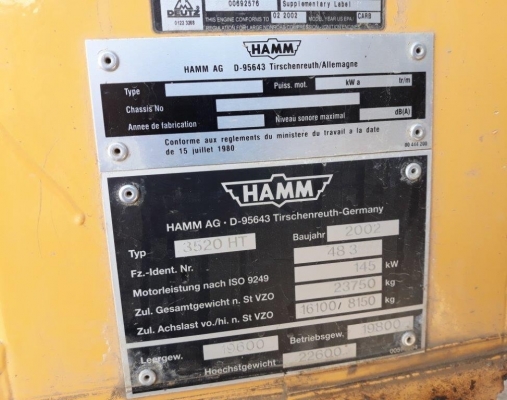 00692576
Supplementary Label
DEUTZ
THIS ENGINE CONFORMS TO 02 2002 MODEL YEAR US EPA/ CARB
HAMM
HAMM AG D-95643 Tirschenreuth/Allemagne
Type Puiss. mot. kW a tr/m
Chassis No
Annee de fabrication Niveau sonore maximal dB(A)
Conforme aux reglements du ministere du travail a la date
de 15 juillet 1980
HAMM
HAMM AG · D-95643 Tirschenreuth-Germany
Typ 3520 HT Baujahr 2002
Fz.-Ident. Nr. 48 3
Motorleistung nach ISO 9249 145 kW
Zul. Gesamtgewicht n. St VZO 23750 kg
Zul. Achslast vo./hi. n. St VZO 16100/ 8150 kg
Leergew. 19600 Betriebsgew. 19800
Hoechstgewicht 22600